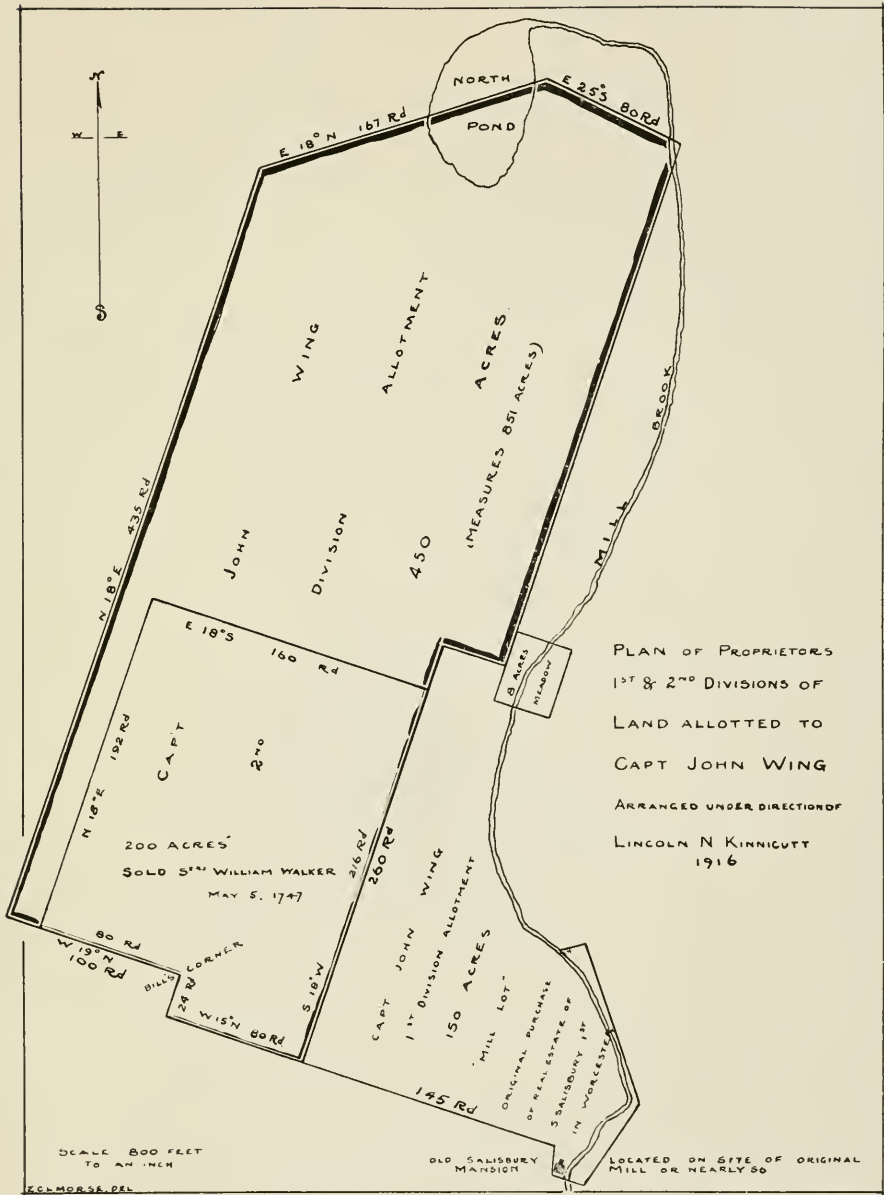 N
W E
S
NORTH
POND
E 18° N 167 Rd
E 25° S 80 Rd
WING
ALLOTMENT
ACRES.
(MEASURES 851 ACRES)
JOHN
DIVISION
450
N 18° E 435 Rd
MILL BROOK
E 18° S 160 Rd
8 ACRES
MEADOW
CAP'T
2ND
N 18° E 192 Rd
200 ACRES
SOLD WILLIAM WALKER
MAY 5. 1747
216 Rd
260 Rd
S 18° W
80 Rd
W 19° N
100 Rd
BILL'S CORNER
24 Rd
W 15° N 80 Rd
CAPT JOHN WING
1ST DIVISION ALLOTMENT
150 ACRES
"MILL LOT"
ORIGINAL PURCHASE
OF REAL ESTATE OF
S SALISBURY 1ST
IN WORCESTER
145 Rd
PLAN OF PROPRIETORS
1ST & 2ND DIVISIONS OF
LAND ALLOTTED TO
CAPT JOHN WING
ARRANGED UNDER DIRECTION OF
LINCOLN N KINNICUTT
1916
SCALE 800 FEET
TO AN INCH
OLD SALISBURY
MANSION
LOCATED ON SITE OF ORIGINAL
MILL OR NEARLY SO
Z.C.L.MORSE. DEL